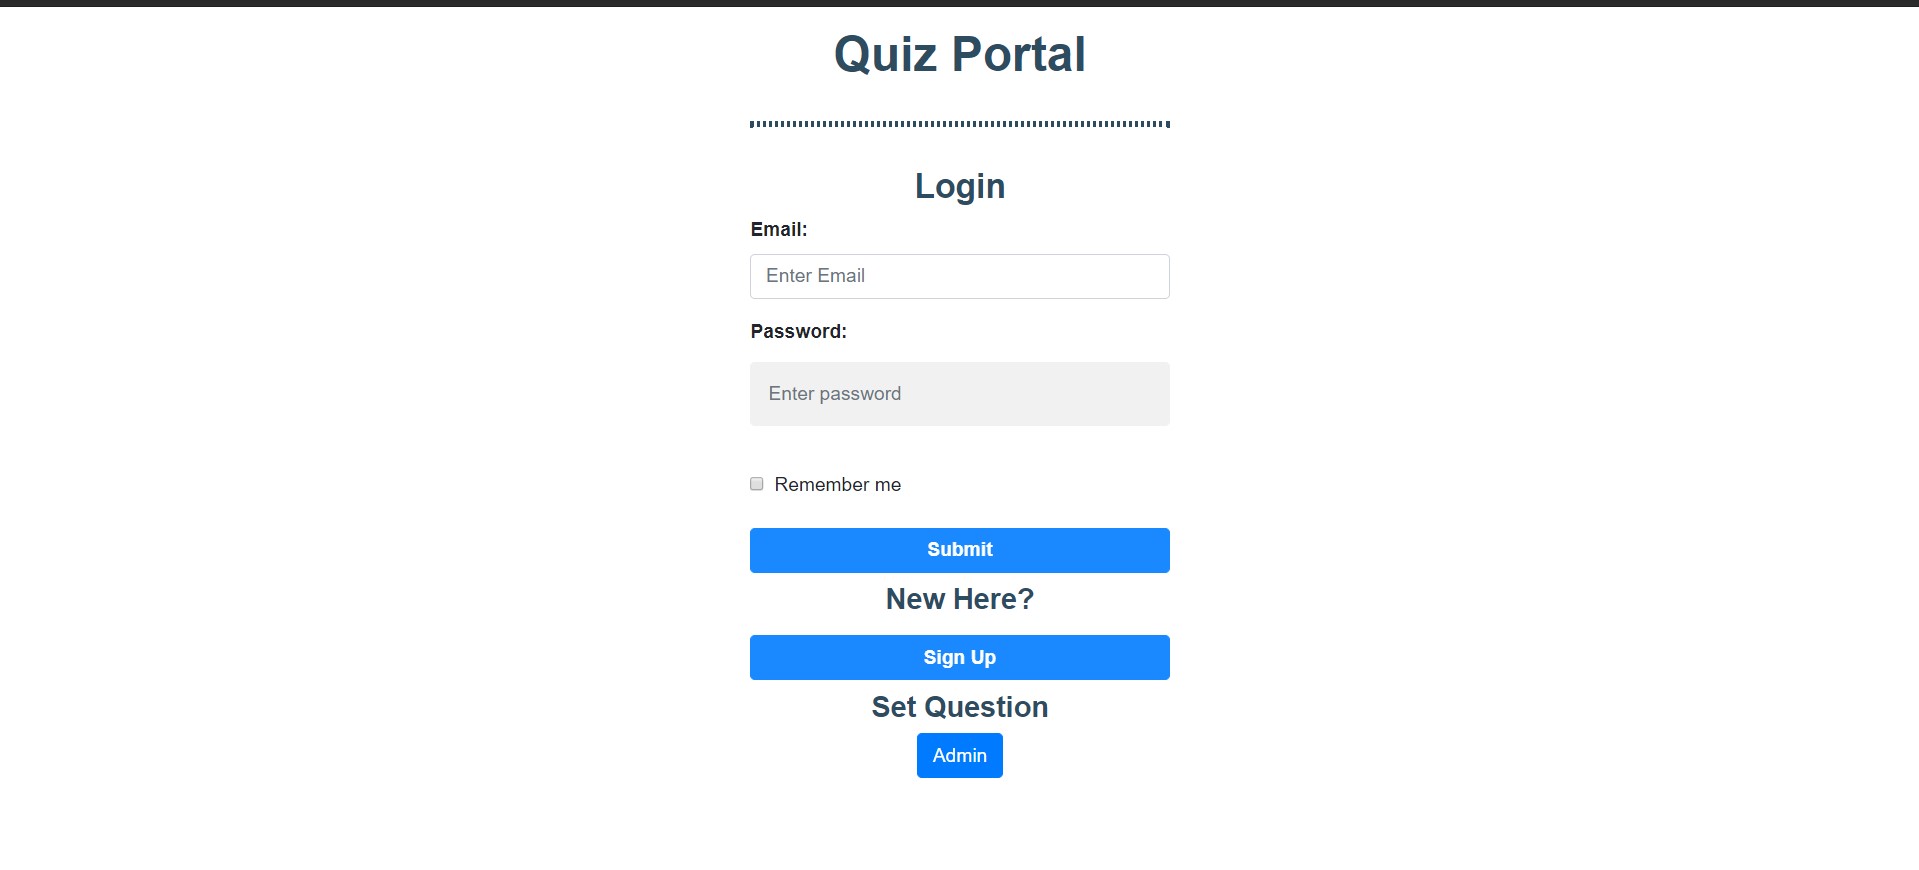 Quiz Portal
Login
Email:
Enter Email
Password:
Enter password
Remember me
Submit
New Here?
Sign Up
Set Question
Admin